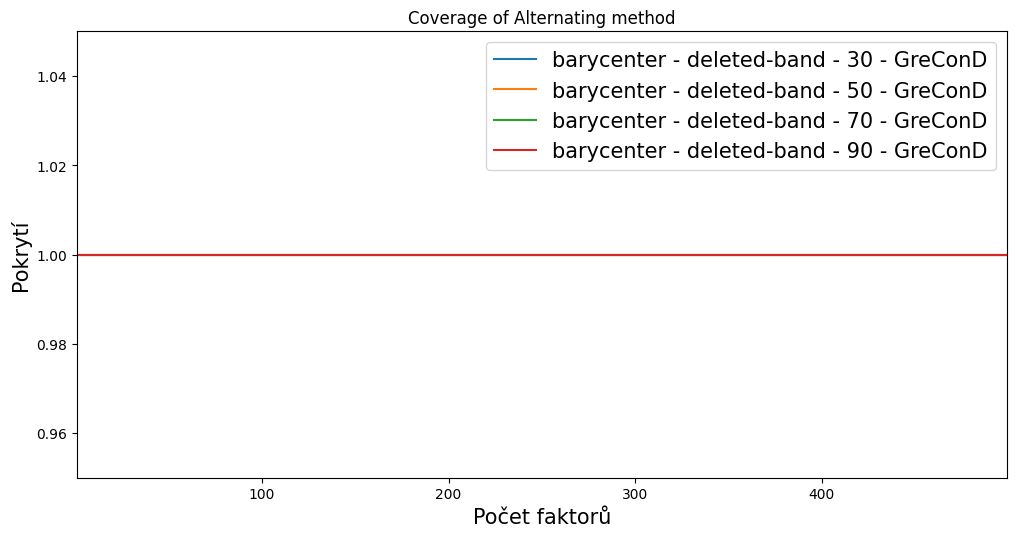 Coverage of Alternating method
barycenter - deleted-band - 30 - GreConD
barycenter - deleted-band - 50 - GreConD
barycenter - deleted-band - 70 - GreConD
barycenter - deleted-band - 90 - GreConD
Pokrytí
1.04
1.02
1.00
0.98
0.96
100
200
300
400
Počet faktorů